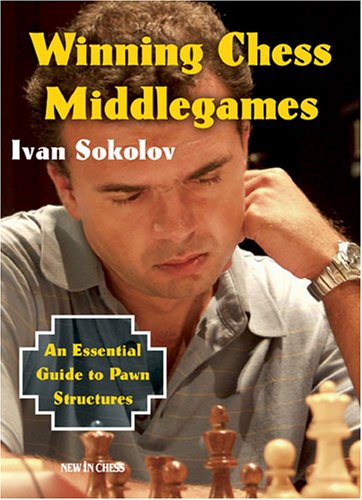 Winning Chess
Middlegames
Ivan Sokolov
An Essential
Guide to Pawn
Structures
NEW IN CHESS